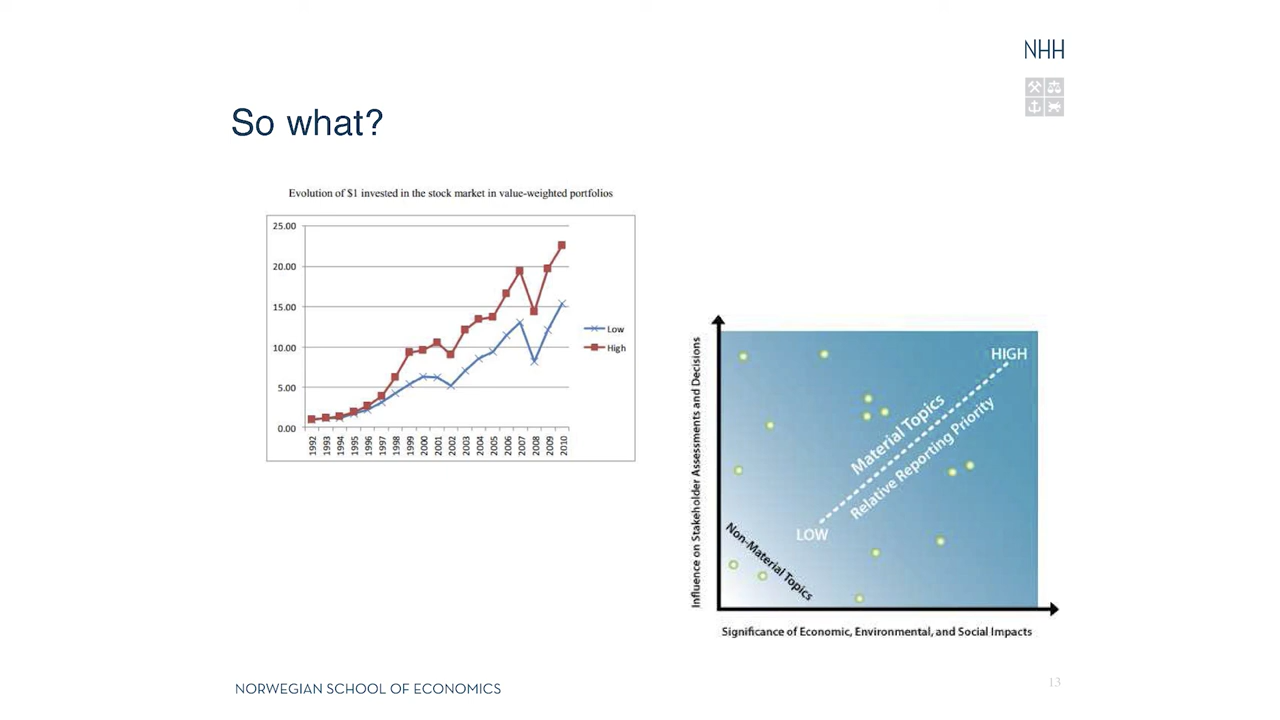 NHH
So what?
Evolution of $1 invested in the stock market in value-weighted portfolios
25.00
20.00
15.00
10.00
5.00
0.00
1992
1993
1994
1995
1996
1997
1998
1999
2000
2001
2002
2003
2004
2005
2006
2007
2008
2009
2010
Low
High
Influence on Stakeholder Assessments and Decisions
HIGH
Material Topics
Relative Reporting Priority
LOW
Non-Material Topics
Significance of Economic, Environmental, and Social Impacts
NORWEGIAN SCHOOL OF ECONOMICS
13